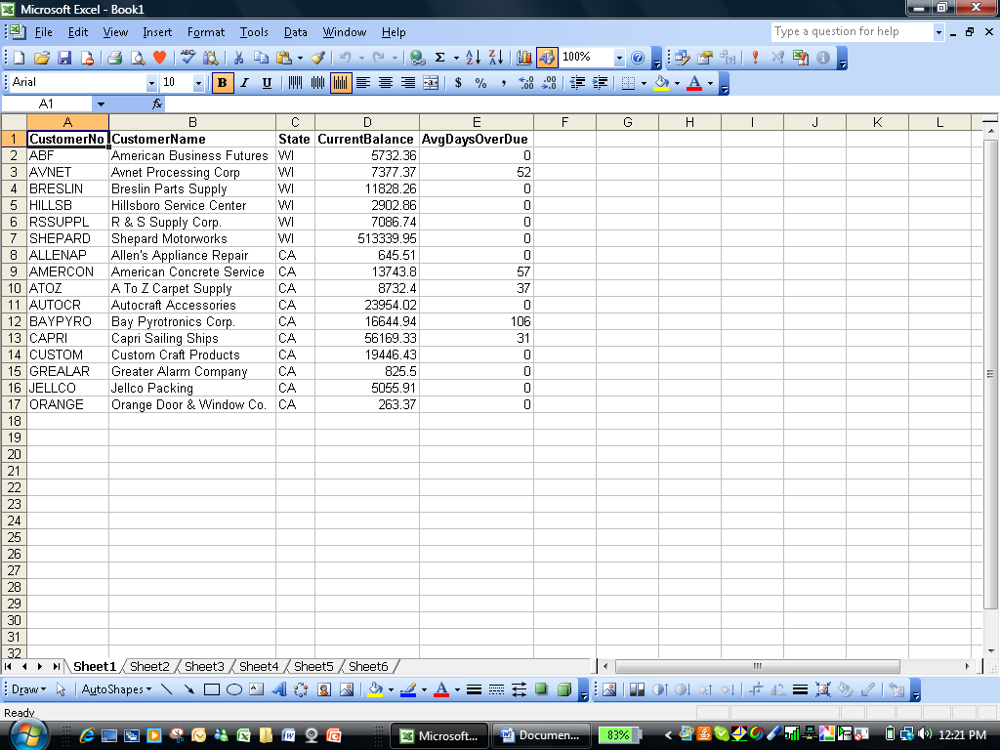 Microsoft Excel - Book1
File Edit View Insert Format Tools Data Window Help Type a question for help
Σ 100%
Arial 10 B I U $ % ,
A1 fx
A B C D E F G H I J K L
1 CustomerNo CustomerName State CurrentBalance AvgDaysOverDue
2 ABF American Business Futures WI 5732.36 0
3 AVNET Avnet Processing Corp WI 7377.37 52
4 BRESLIN Breslin Parts Supply WI 11828.26 0
5 HILLSB Hillsboro Service Center WI 2902.86 0
6 RSSUPPL R & S Supply Corp. WI 7086.74 0
7 SHEPARD Shepard Motorworks WI 513339.95 0
8 ALLENAP Allen's Appliance Repair CA 645.51 0
9 AMERCON American Concrete Service CA 13743.8 57
10 ATOZ A To Z Carpet Supply CA 8732.4 37
11 AUTOCR Autocraft Accessories CA 23954.02 0
12 BAYPYRO Bay Pyrotronics Corp. CA 16644.94 106
13 CAPRI Capri Sailing Ships CA 56169.33 31
14 CUSTOM Custom Craft Products CA 19446.43 0
15 GREALAR Greater Alarm Company CA 825.5 0
16 JELLCO Jellco Packing CA 5055.91 0
17 ORANGE Orange Door & Window Co. CA 263.37 0
18
19
20
21
22
23
24
25
26
27
28
29
30
31
32
Sheet1 Sheet2 Sheet3 Sheet4 Sheet5 Sheet6
Draw AutoShapes
Ready
Microsoft... Documen... 83% 12:21 PM